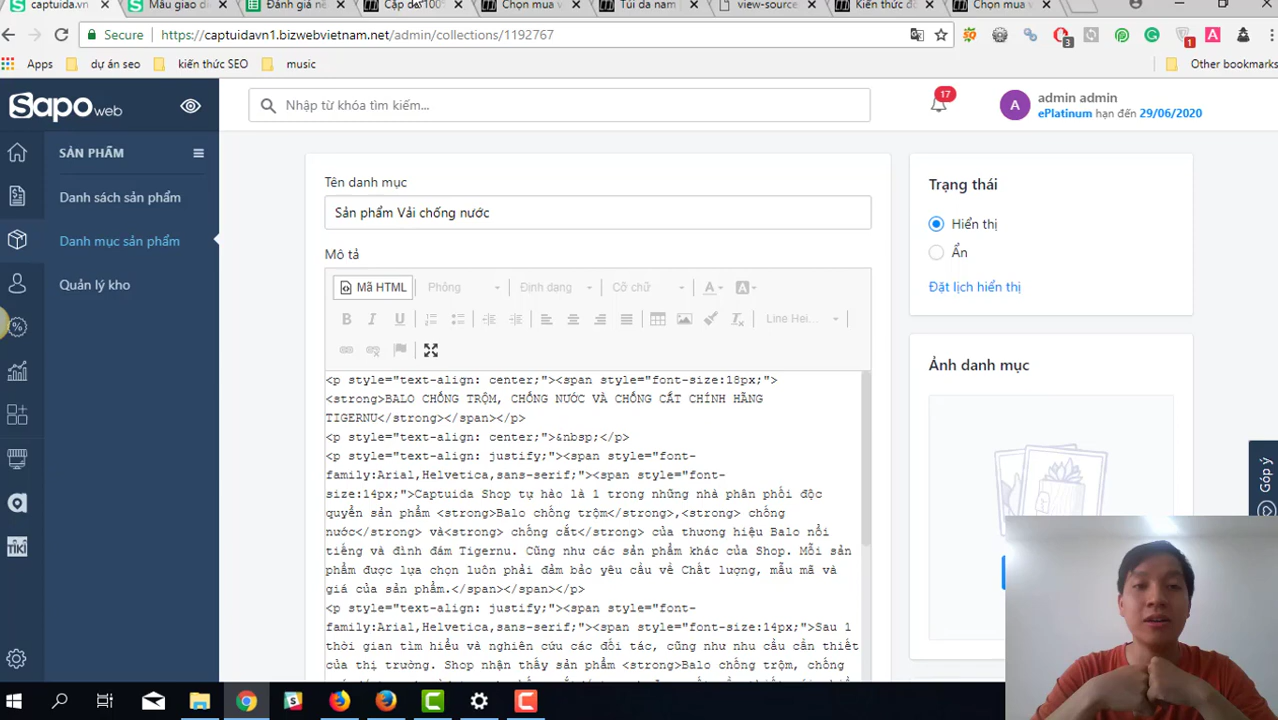 captuida.vn
Mẫu giao d
Đánh giá n
Cặp da 100%
Chọn mua v
Túi da nam
view-source
Kiến thức đ
Chọn mua v
Secure
https://captuidavn1.bizwebvietnam.net/admin/collections/1192767
3
1
Apps
dự án seo
kiến thức SEO
music
Other bookmarks
Sapo web
Nhập từ khóa tìm kiếm...
17
A
admin admin
ePlatinum hạn đến 29/06/2020
SẢN PHẨM
Danh sách sản phẩm
Danh mục sản phẩm
Quản lý kho
TIKI
Tên danh mục
Sản phẩm Vải chống nước
Mô tả
Mã HTML
Phông
Định dạng
Cỡ chữ
A
A
B I U
Line Hei...
<p style="text-align: center;"><span style="font-size:18px;">
<strong>BALO CHỐNG TRỘM, CHỐNG NƯỚC VÀ CHỐNG CẮT CHÍNH HÃNG
TIGERNU</strong></span></p>
<p style="text-align: center;">&nbsp;</p>
<p style="text-align: justify;"><span style="font-
family:Arial,Helvetica,sans-serif;"><span style="font-
size:14px;">Captuida Shop tự hào là 1 trong những nhà phân phối độc
quyền sản phẩm <strong>Balo chống trộm</strong>,<strong> chống
nước</strong> và<strong> chống cắt</strong> của thương hiệu Balo nổi
tiếng và đình đám Tigernu. Cũng như các sản phẩm khác của Shop. Mỗi sản
phẩm được lựa chọn luôn phải đảm bảo yêu cầu về Chất lượng, mẫu mã và
giá của sản phẩm.</span></span></p>
<p style="text-align: justify;"><span style="font-
family:Arial,Helvetica,sans-serif;"><span style="font-size:14px;">Sau 1
thời gian tìm hiểu và nghiên cứu các đối tác, cũng như nhu cầu cần thiết
của thị trường. Shop nhận thấy sản phẩm <strong>Balo chống trộm, chống
Trạng thái
Hiển thị
Ẩn
Đặt lịch hiển thị
Ảnh danh mục
Góp ý